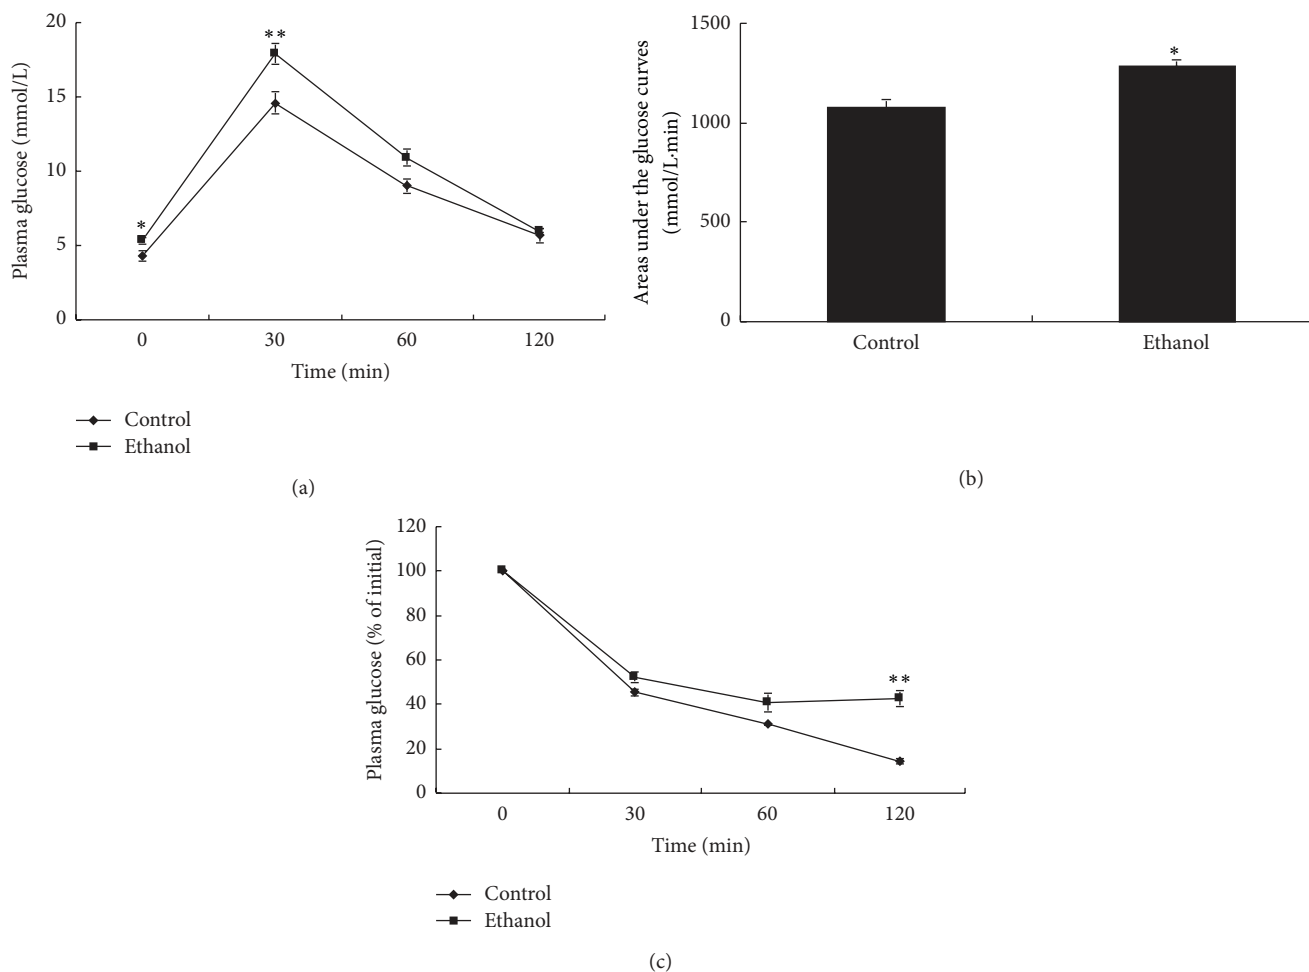 20
15
10
5
0
Plasma glucose (mmol/L)
*
**
0 30 60 120
Time (min)
Control
Ethanol
(a)
1500
1000
500
0
Areas under the glucose curves
(mmol/L·min)
*
Control Ethanol
(b)
120
100
80
60
40
20
0
Plasma glucose (% of initial)
**
0 30 60 120
Time (min)
Control
Ethanol
(c)